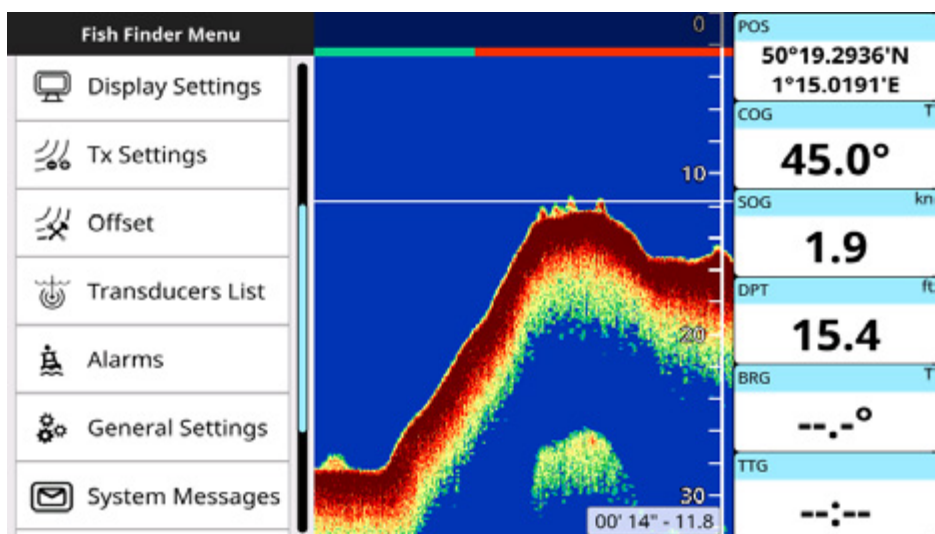 Fish Finder Menu
Display Settings
Tx Settings
Offset
Transducers List
Alarms
General Settings
System Messages
0
10
20
30
00' 14" - 11.8
POS
50°19.2936'N
1°15.0191'E
COG T
45.0°
SOG kn
1.9
DPT ft
15.4
BRG T
--.-°
TTG
--:--